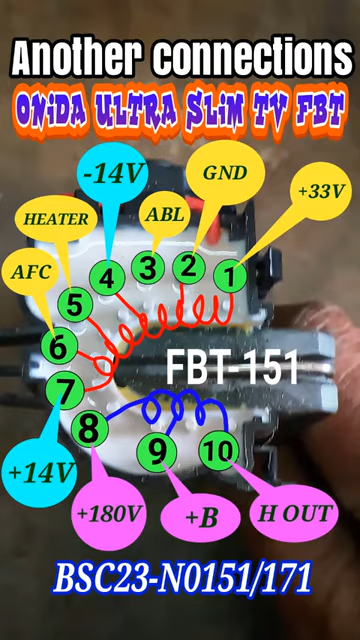 Another connections
ONiDA ULTRA SLiM TV FBT
-14V
GND
+33V
HEATER
ABL
AFC
4
3
2
1
5
6
7
FBT-151
8
9
10
+14V
+180V
+B
H OUT
BSC23-N0151/171